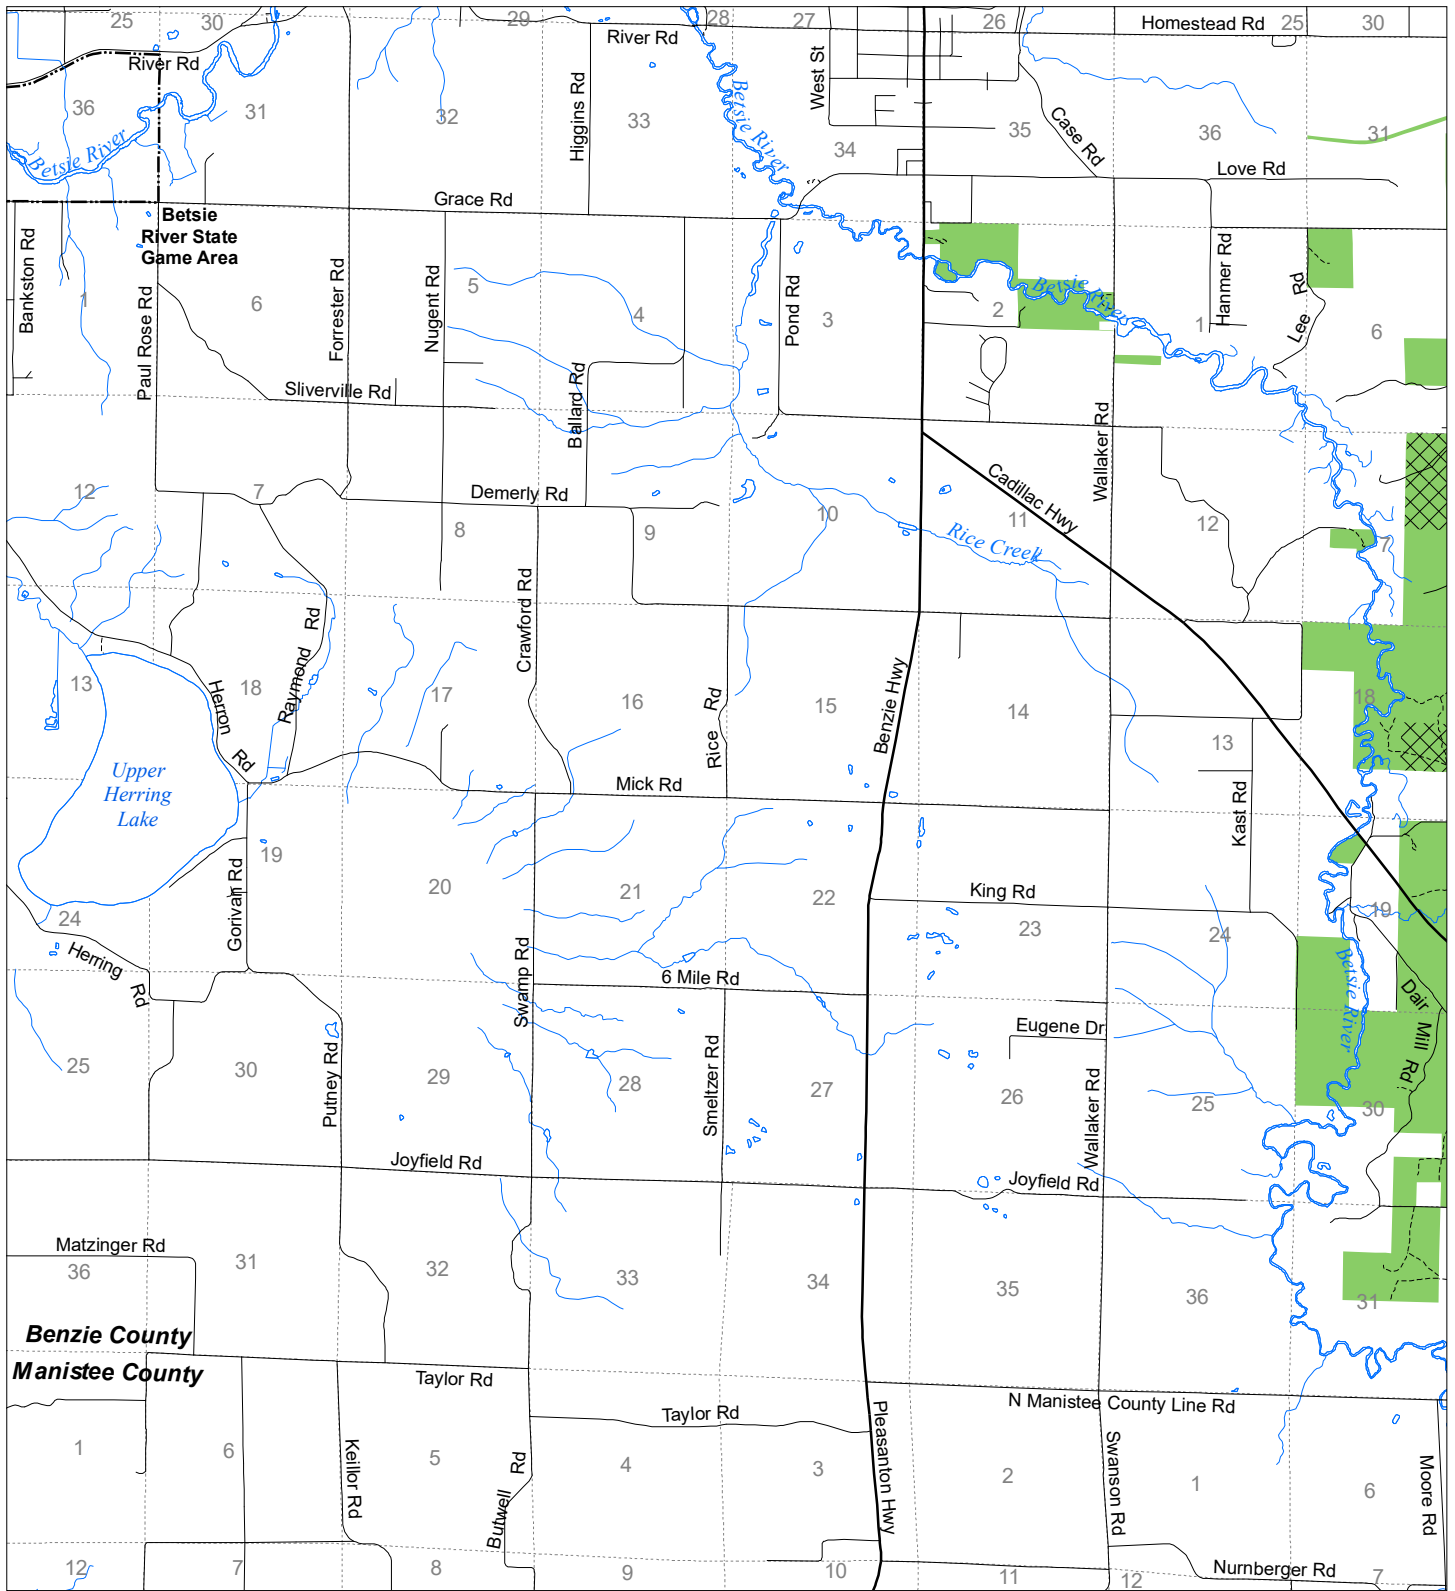 25
30
29
28
27
26
Homestead Rd
25
30
River Rd
River Rd
West St
Higgins Rd
Betsie River
Case Rd
36
31
32
33
34
35
36
31
Betsie River
Love Rd
Grace Rd
Betsie
River State
Game Area
Bankston Rd
Paul Rose Rd
Forrester Rd
Nugent Rd
Pond Rd
Hanmer Rd
Lee Rd
Betsie River
1
6
5
4
3
2
1
6
Sliverville Rd
Ballard Rd
Wallaker Rd
Cadillac Hwy
Demerly Rd
12
7
8
9
10
11
12
7
Rice Creek
Crawford Rd
Raymond Rd
Herron Rd
Rice Rd
Benzie Hwy
13
18
17
16
15
14
13
18
Upper
Herring
Lake
Mick Rd
Kast Rd
Gorivan Rd
19
20
21
22
King Rd
23
24
19
24
Herring Rd
Swamp Rd
6 Mile Rd
Betsie River
Dair Mill Rd
Eugene Dr
Putney Rd
Smeltzer Rd
Wallaker Rd
25
30
29
28
27
26
25
30
Joyfield Rd
Joyfield Rd
Matzinger Rd
36
31
32
33
34
35
36
31
Benzie County
Manistee County
Taylor Rd
Taylor Rd
N Manistee County Line Rd
Keillor Rd
Butwell Rd
Pleasanton Hwy
Swanson Rd
Moore Rd
1
6
5
4
3
2
1
6
12
7
8
9
10
11
12
Nurnberger Rd
7